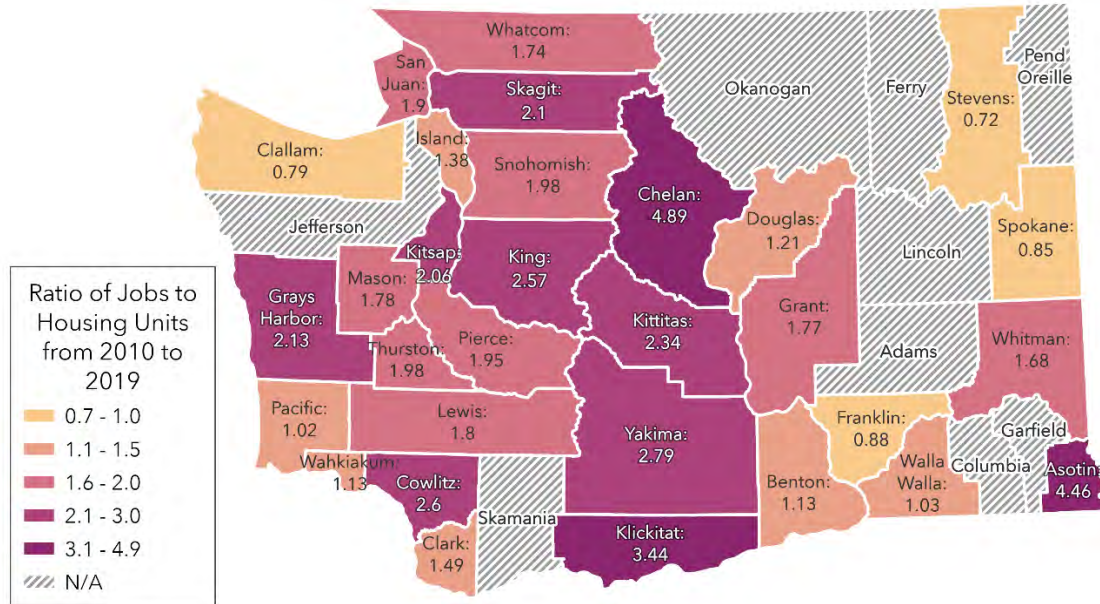 Whatcom:
1.74
San
Juan:
1.9
Skagit:
2.1
Okanogan
Ferry
Pend
Oreille
Stevens:
0.72
Clallam:
0.79
Island:
1.38
Snohomish:
1.98
Chelan:
4.89
Douglas:
1.21
Spokane:
0.85
Jefferson
Lincoln
Kitsap:
2.06
King:
2.57
Mason:
1.78
Grays
Harbor:
2.13
Grant:
1.77
Kittitas:
2.34
Thurston:
1.98
Pierce:
1.95
Adams
Whitman:
1.68
Pacific:
1.02
Lewis:
1.8
Yakima:
2.79
Franklin:
0.88
Garfield
Wahkiakum:
1.13
Cowlitz:
2.6
Skamania
Benton:
1.13
Walla
Walla:
1.03
Columbia
Asotin:
4.46
Clark:
1.49
Klickitat:
3.44
Ratio of Jobs to
Housing Units
from 2010 to
2019
0.7 - 1.0
1.1 - 1.5
1.6 - 2.0
2.1 - 3.0
3.1 - 4.9
N/A